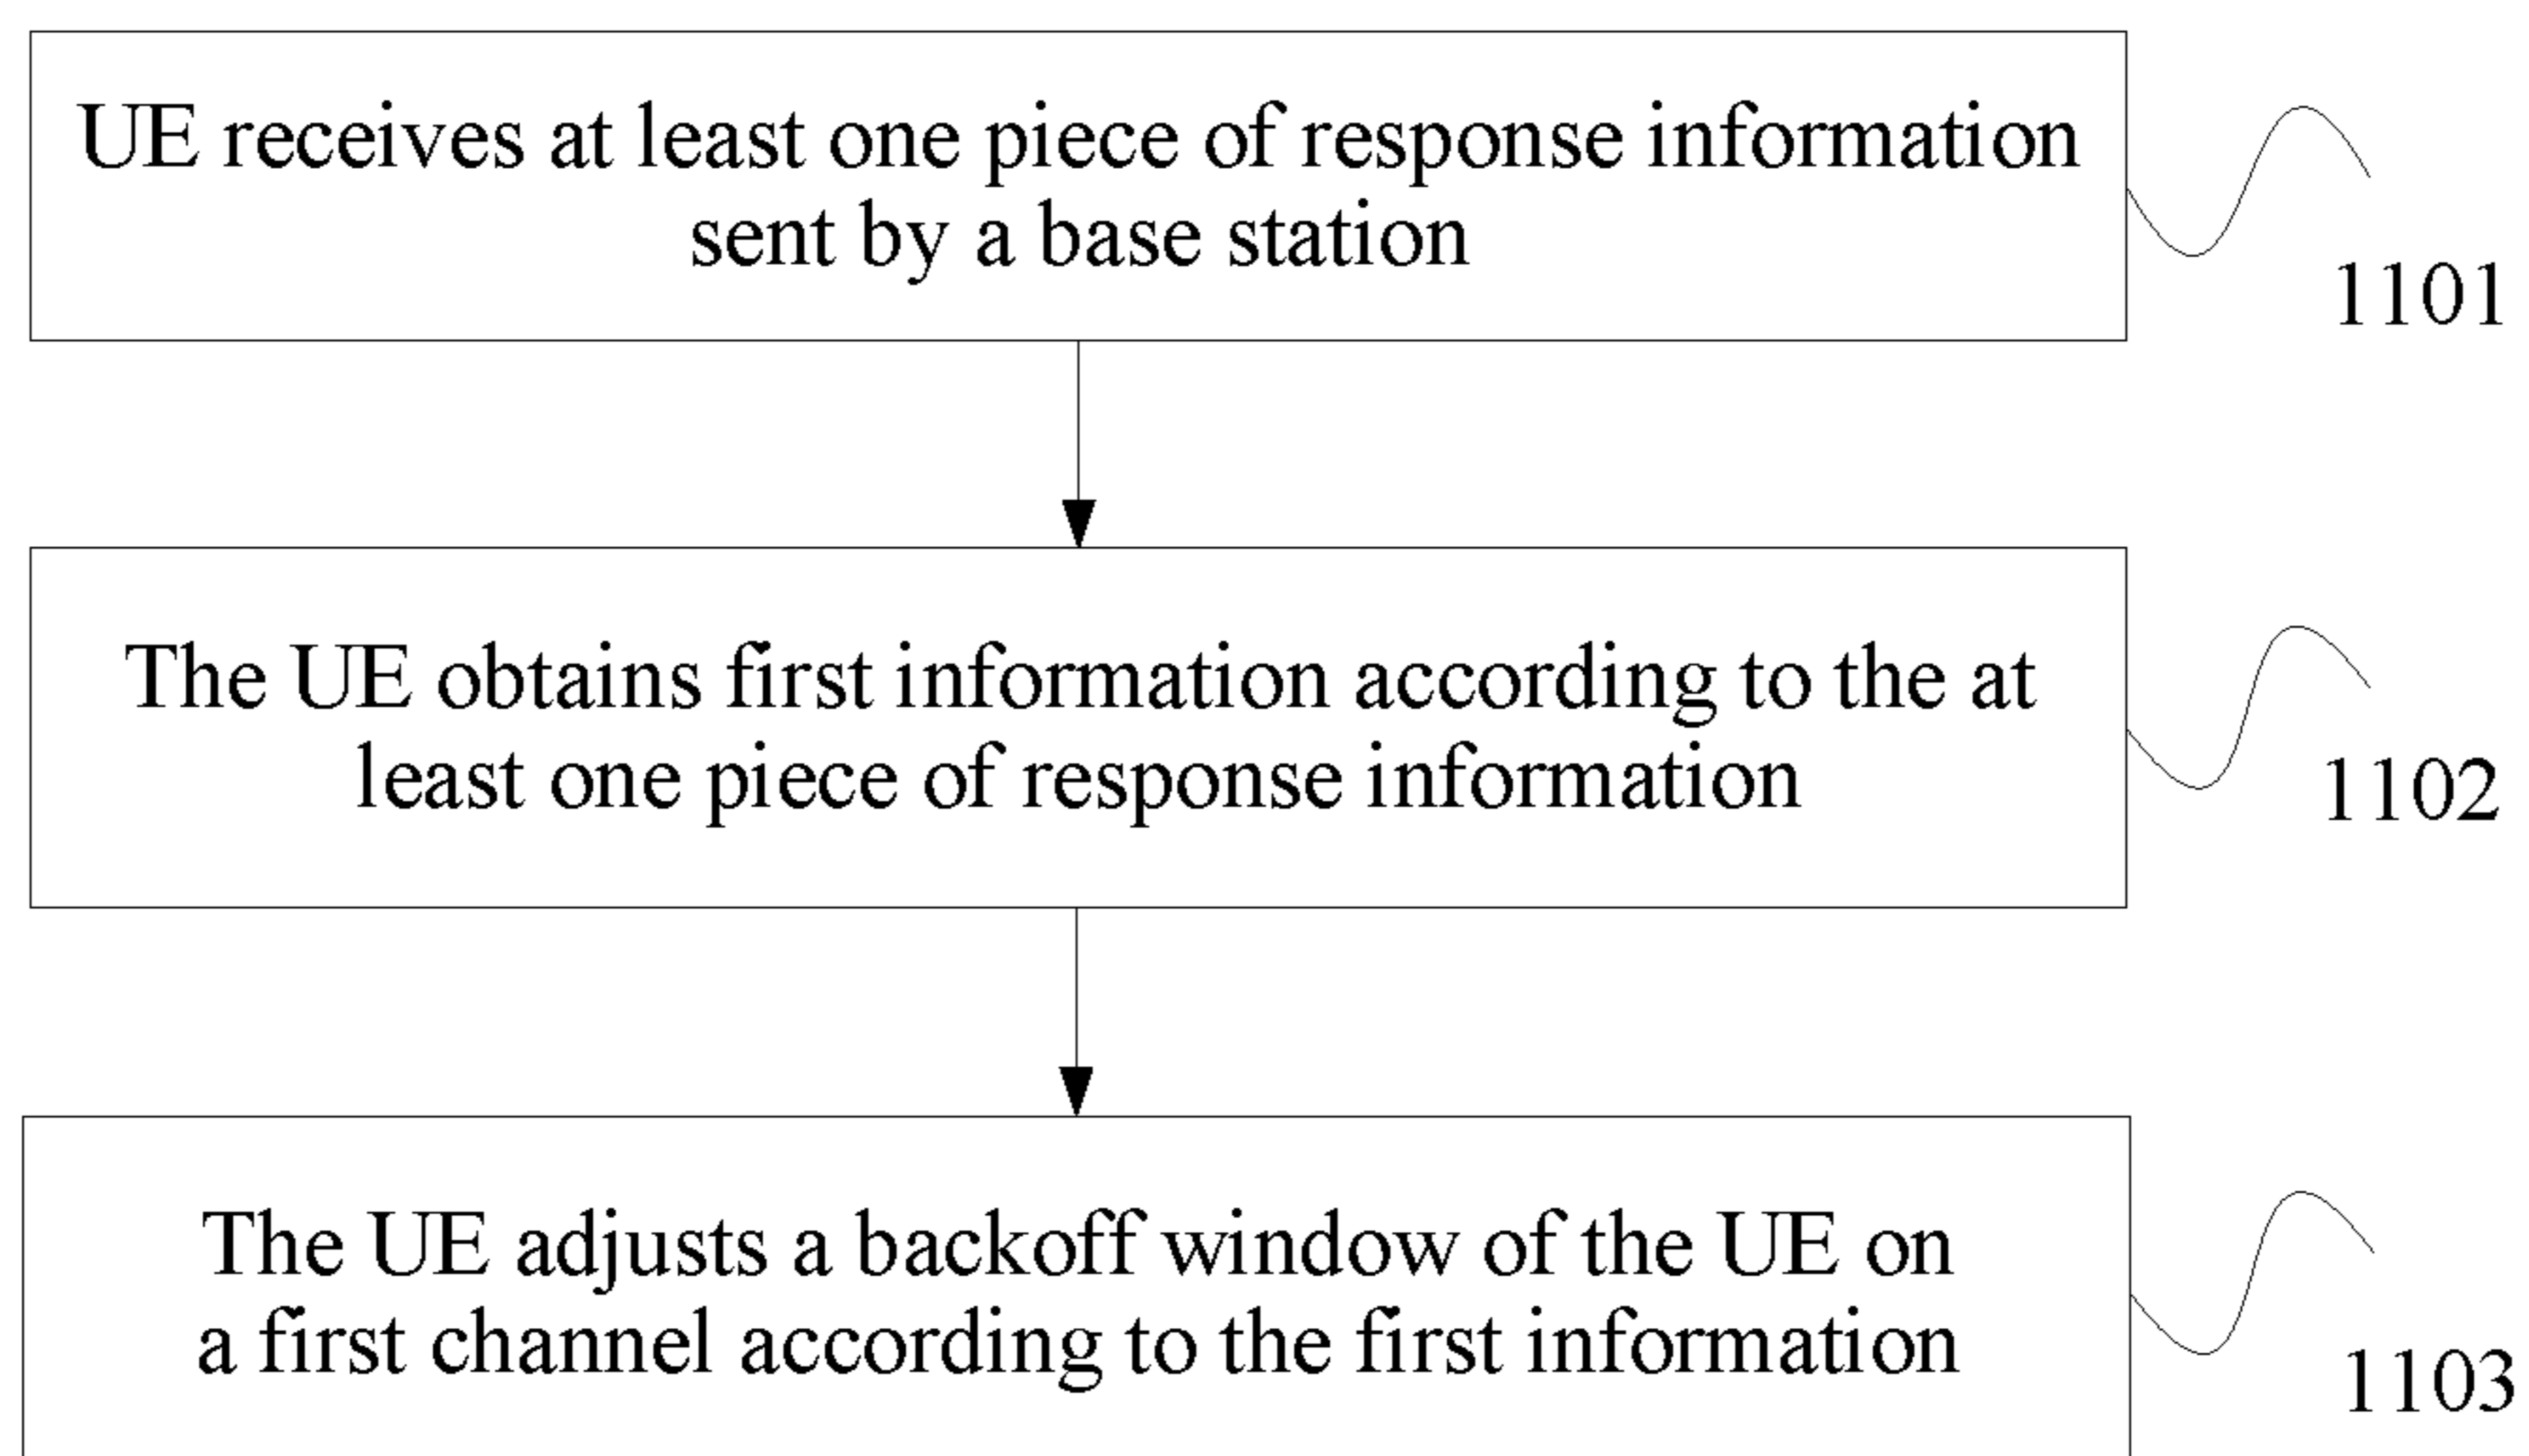 UE receives at least one piece of response information
sent by a base station
1101
The UE obtains first information according to the at
least one piece of response information
1102
The UE adjusts a backoff window of the UE on
a first channel according to the first information
1103